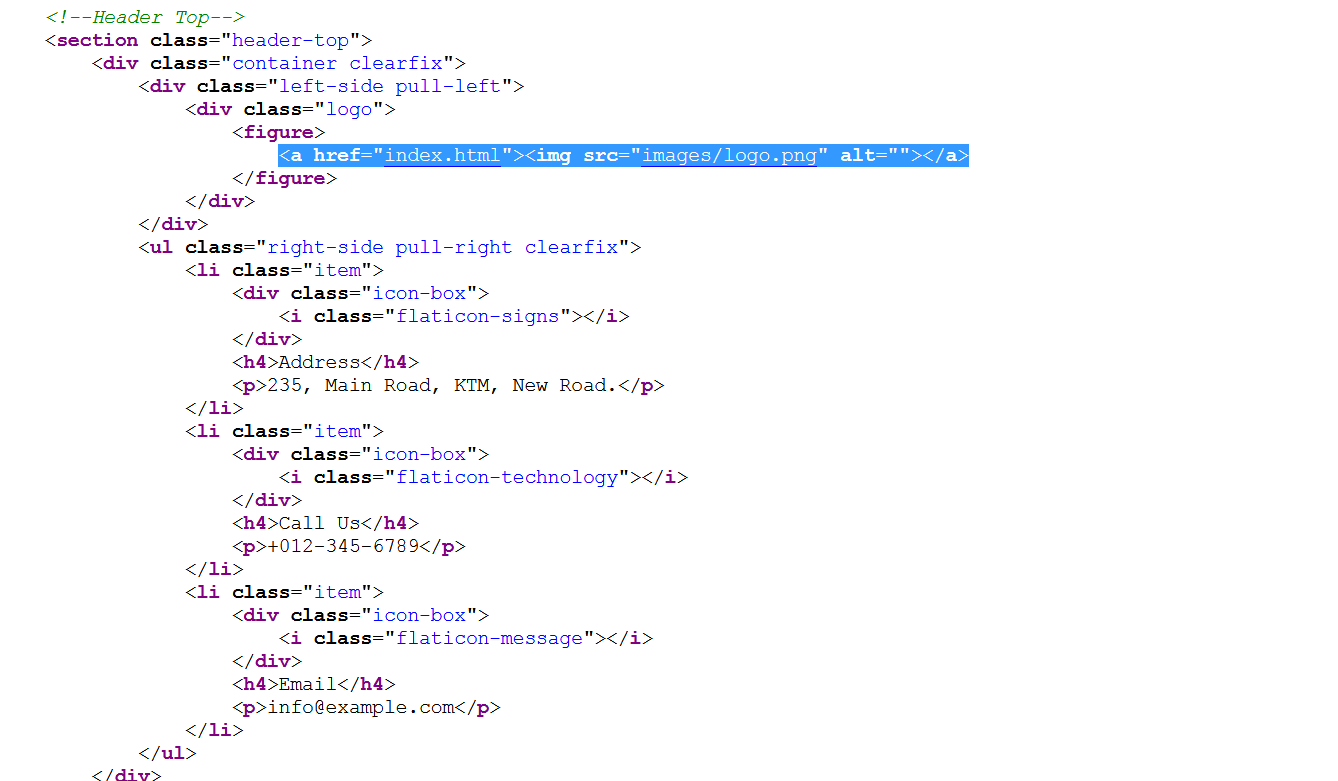 <!--Header Top-->
<section class="header-top">
<div class="container clearfix">
<div class="left-side pull-left">
<div class="logo">
<figure>
<a href="index.html"><img src="images/logo.png" alt=""></a>
</figure>
</div>
</div>
<ul class="right-side pull-right clearfix">
<li class="item">
<div class="icon-box">
<i class="flaticon-signs"></i>
</div>
<h4>Address</h4>
<p>235, Main Road, KTM, New Road.</p>
</li>
<li class="item">
<div class="icon-box">
<i class="flaticon-technology"></i>
</div>
<h4>Call Us</h4>
<p>+012-345-6789</p>
</li>
<li class="item">
<div class="icon-box">
<i class="flaticon-message"></i>
</div>
<h4>Email</h4>
<p>info@example.com</p>
</li>
</ul>
</div>